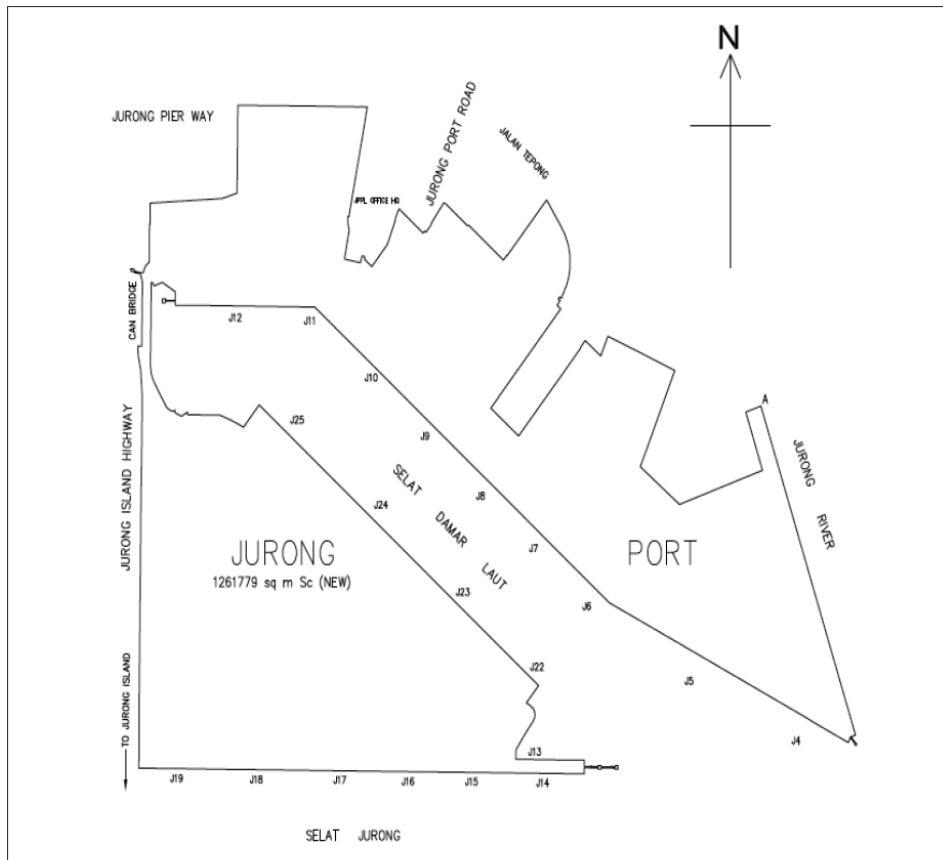 N
JURONG PIER WAY
JURONG PORT ROAD
JALAN TEPONG
JPPL OFFICE HQ
CAN BRIDGE
J12
J11
J10
A
J25
J9
JURONG RIVER
SELAT DAMAR LAUT
J8
J24
JURONG ISLAND HIGHWAY
JURONG
PORT
1261779 sq m Sc (NEW)
J7
J23
J6
J22
J5
TO JURONG ISLAND
J4
J13
J19
J18
J17
J16
J15
J14
SELAT JURONG